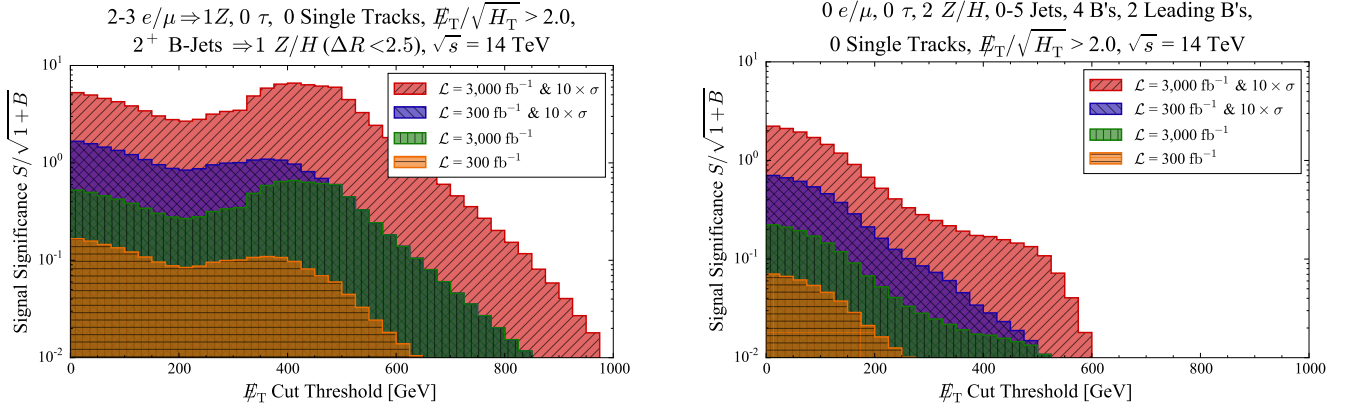 2-3 e/μ⇒1Z, 0 τ, 0 Single Tracks, E̸_T/√H_T > 2.0,
2⁺ B-Jets ⇒1 Z/H (ΔR <2.5), √s = 14 TeV
Signal Significance S/√1+B
10¹
10⁰
10⁻¹
10⁻²
ℒ = 3,000 fb⁻¹ & 10× σ
ℒ = 300 fb⁻¹ & 10× σ
ℒ = 3,000 fb⁻¹
ℒ = 300 fb⁻¹
0 200 400 600 800 1000
E̸_T Cut Threshold [GeV]
0 e/μ, 0 τ, 2 Z/H, 0-5 Jets, 4 B's, 2 Leading B's,
0 Single Tracks, E̸_T/√H_T > 2.0, √s = 14 TeV
Signal Significance S/√1+B
10¹
10⁰
10⁻¹
10⁻²
ℒ = 3,000 fb⁻¹ & 10× σ
ℒ = 300 fb⁻¹ & 10× σ
ℒ = 3,000 fb⁻¹
ℒ = 300 fb⁻¹
0 200 400 600 800 1000
E̸_T Cut Threshold [GeV]